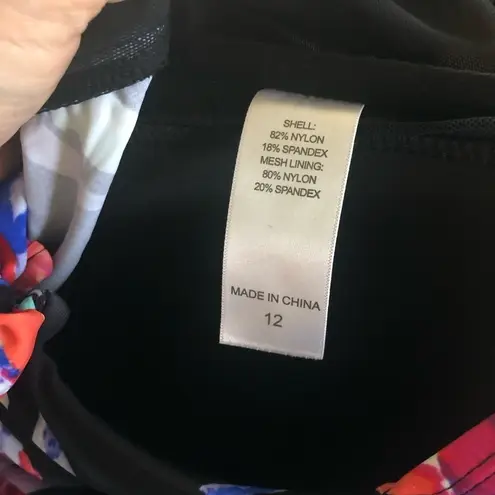 SHELL:
82% NYLON
18% SPANDEX
MESH LINING:
80% NYLON
20% SPANDEX
MADE IN CHINA
12